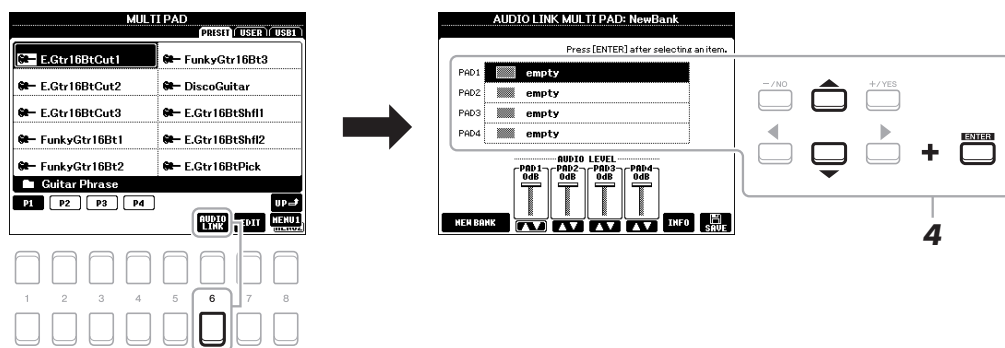 MULTI PAD
PRESET USER USB1
E.Gtr16BtCut1 FunkyGtr16Bt3
E.Gtr16BtCut2 DiscoGuitar
E.Gtr16BtCut3 E.Gtr16BtShfl1
FunkyGtr16Bt1 E.Gtr16BtShfl2
FunkyGtr16Bt2 E.Gtr16BtPick
Guitar Phrase
P1 P2 P3 P4 UP
AUDIO LINK EDIT MENU1
MENU2
1 2 3 4 5 6 7 8
AUDIO LINK MULTI PAD: NewBank
Press [ENTER] after selecting an item.
PAD1 empty
PAD2 empty
PAD3 empty
PAD4 empty
AUDIO LEVEL
PAD1 PAD2 PAD3 PAD4
0dB 0dB 0dB 0dB
NEW BANK INFO SAVE
-/NO +/YES
ENTER
+
4